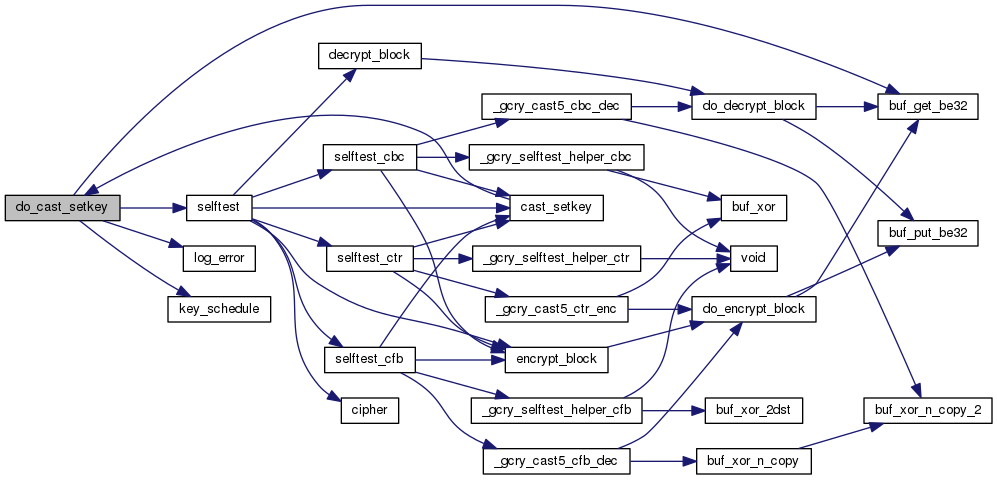 decrypt_block
_gcry_cast5_cbc_dec
do_decrypt_block
buf_get_be32
selftest_cbc
_gcry_selftest_helper_cbc
do_cast_setkey
selftest
cast_setkey
buf_xor
buf_put_be32
log_error
selftest_ctr
_gcry_selftest_helper_ctr
void
key_schedule
_gcry_cast5_ctr_enc
do_encrypt_block
selftest_cfb
encrypt_block
cipher
_gcry_selftest_helper_cfb
buf_xor_2dst
buf_xor_n_copy_2
_gcry_cast5_cfb_dec
buf_xor_n_copy